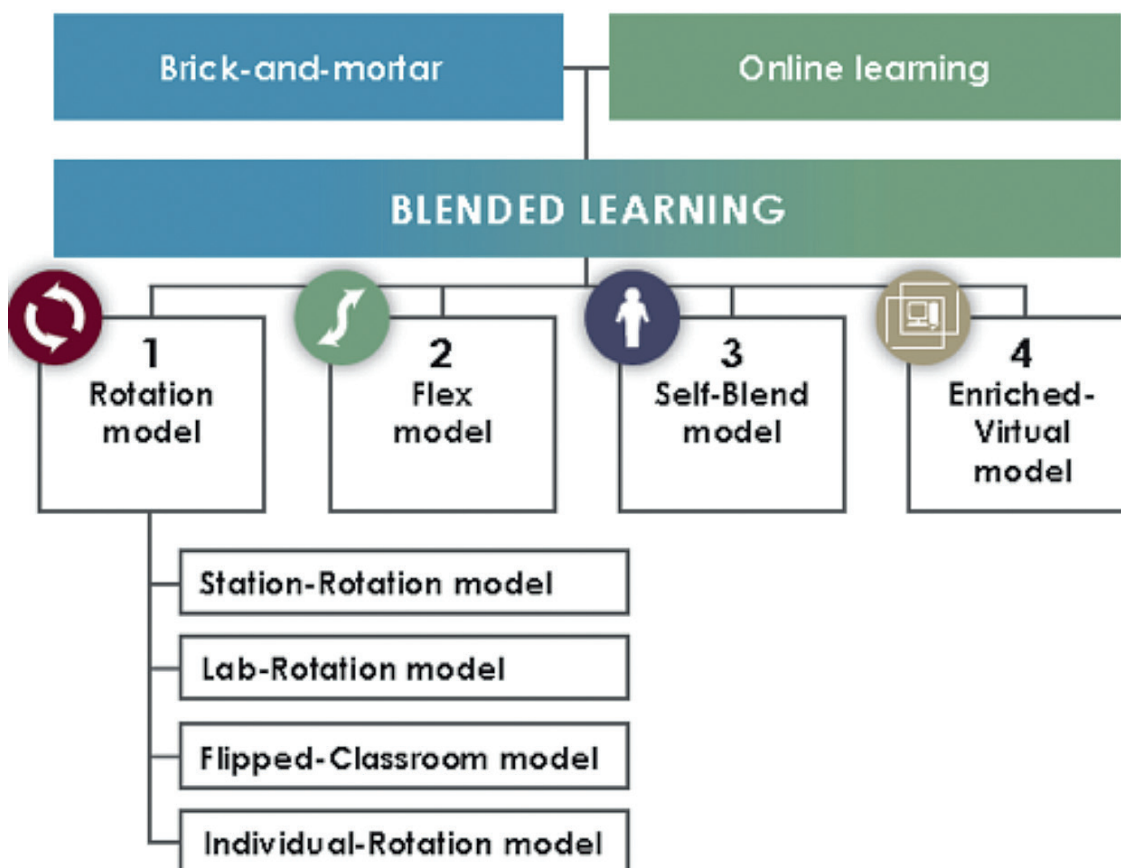 Brick-and-mortar
Online learning
BLENDED LEARNING
1
Rotation
model
2
Flex
model
3
Self-Blend
model
4
Enriched-
Virtual
model
Station-Rotation model
Lab-Rotation model
Flipped-Classroom model
Individual-Rotation model